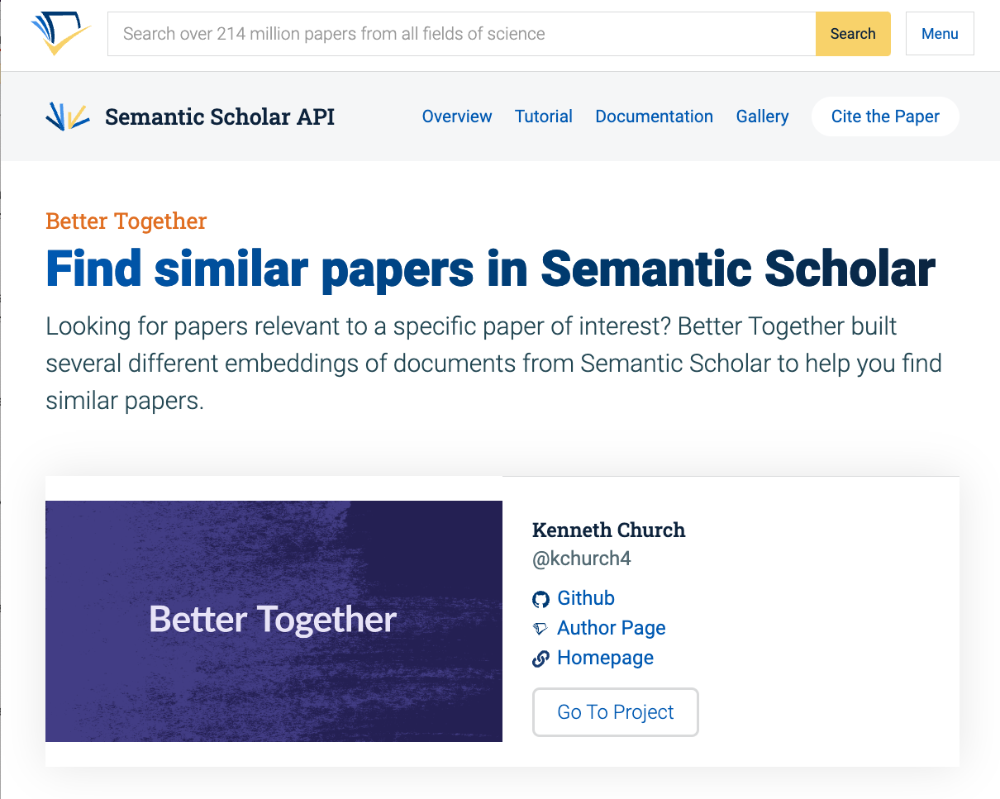 Search over 214 million papers from all fields of science
Search
Menu
Semantic Scholar API
Overview
Tutorial
Documentation
Gallery
Cite the Paper
Better Together
Find similar papers in Semantic Scholar
Looking for papers relevant to a specific paper of interest? Better Together built
several different embeddings of documents from Semantic Scholar to help you find
similar papers.
Better Together
Kenneth Church
@kchurch4
Github
Author Page
Homepage
Go To Project